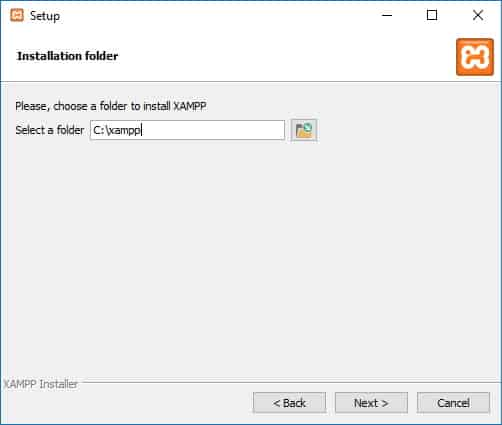 Setup
Installation folder
Please, choose a folder to install XAMPP
Select a folder C:\xampp
XAMPP Installer
< Back Next > Cancel